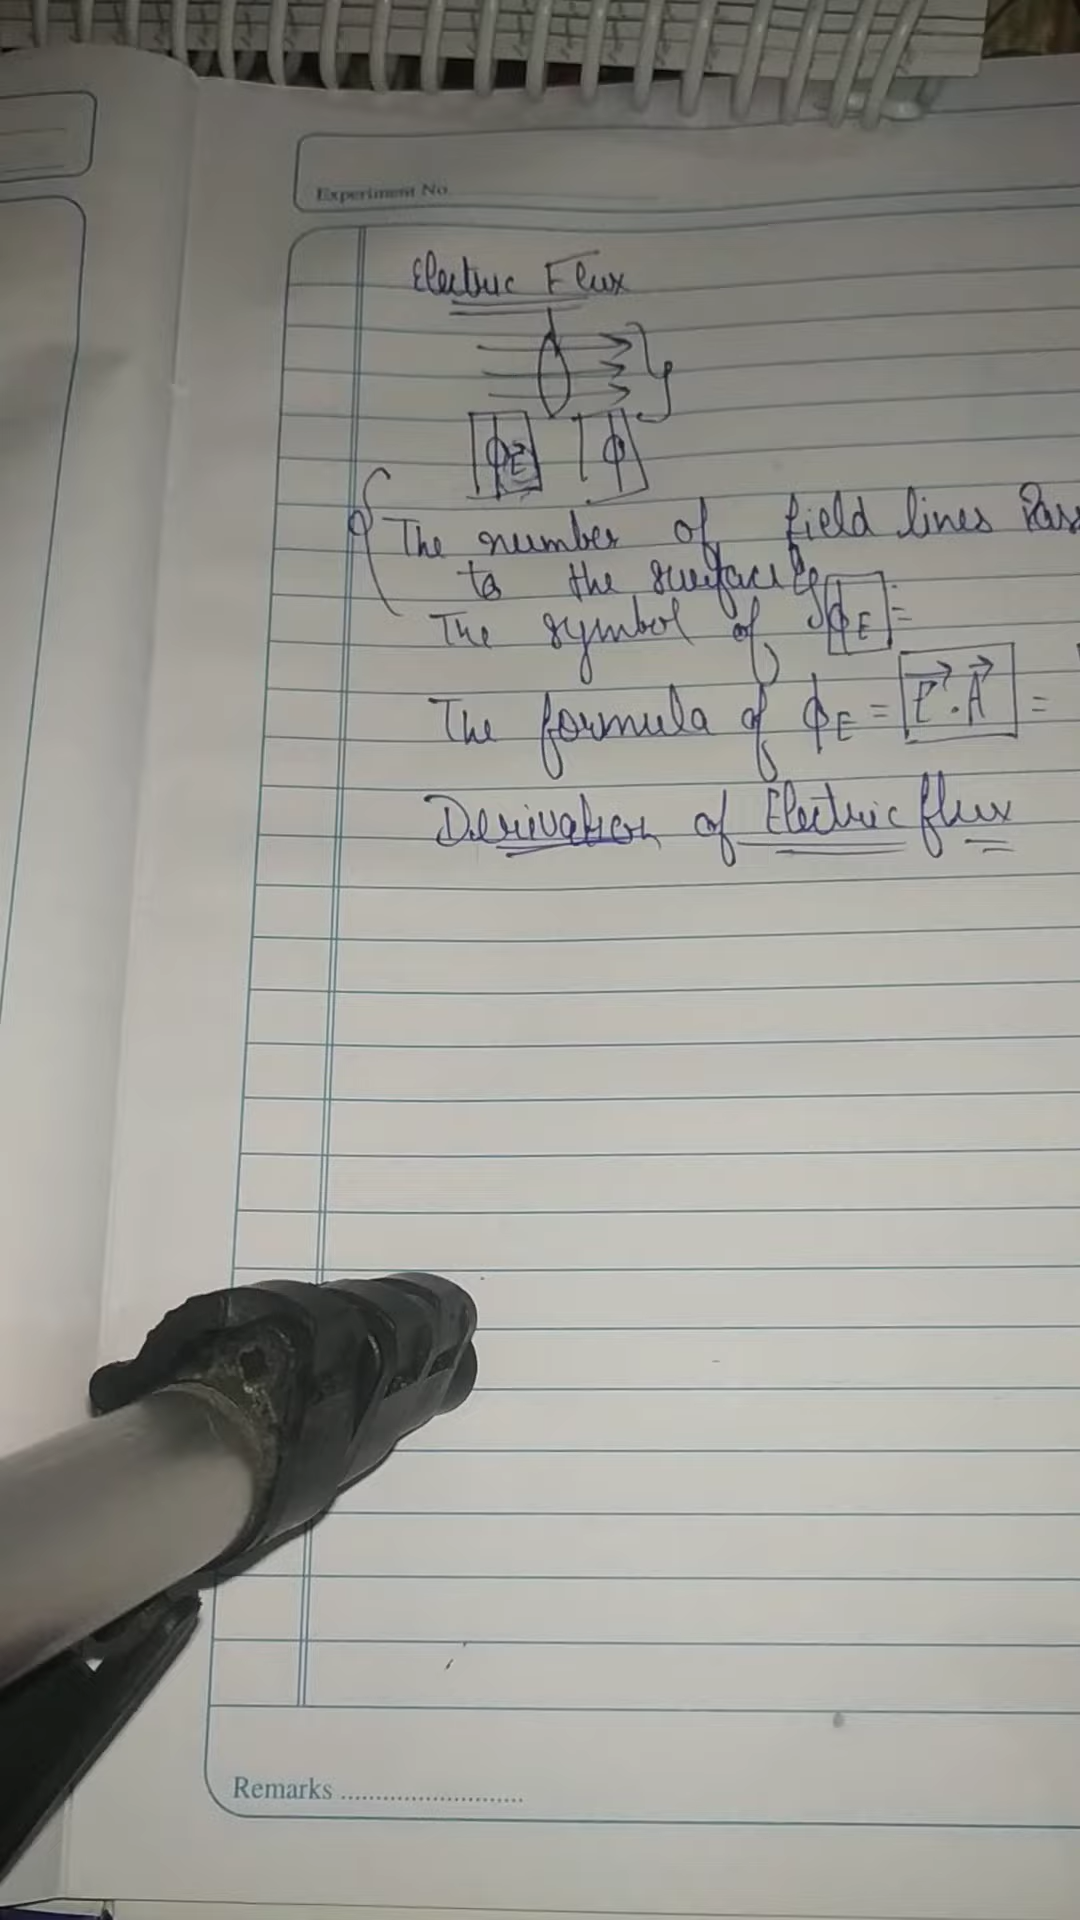 Experiment No.
Electric Flux
ϕE ϕ
The number of field lines Pass
to the surface
The symbol of ϕE =
The formula of ϕE = E⃗.A⃗ =
Derivation of Electric flux
Remarks ..........................